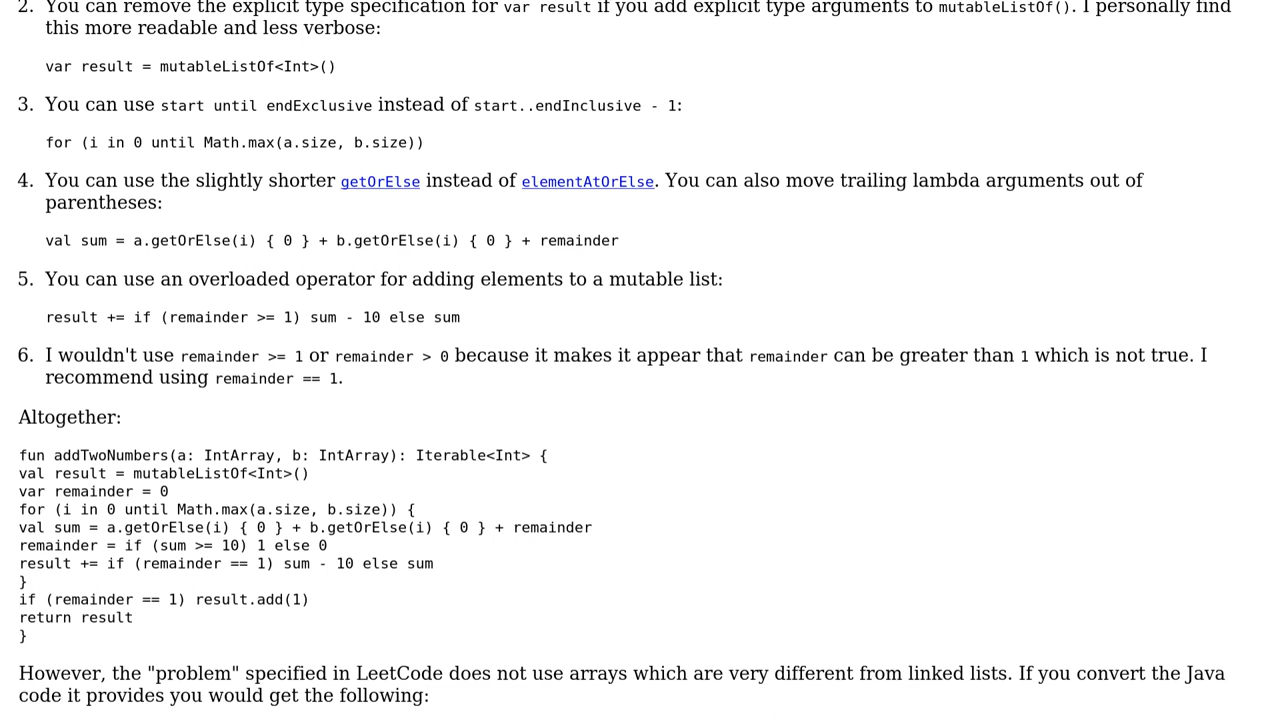 2. You can remove the explicit type specification for var result if you add explicit type arguments to mutableListOf(). I personally find
this more readable and less verbose:
var result = mutableListOf<Int>()
3. You can use start until endExclusive instead of start..endInclusive - 1:
for (i in 0 until Math.max(a.size, b.size))
4. You can use the slightly shorter getOrElse instead of elementAtOrElse. You can also move trailing lambda arguments out of
parentheses:
val sum = a.getOrElse(i) { 0 } + b.getOrElse(i) { 0 } + remainder
5. You can use an overloaded operator for adding elements to a mutable list:
result += if (remainder >= 1) sum - 10 else sum
6. I wouldn't use remainder >= 1 or remainder > 0 because it makes it appear that remainder can be greater than 1 which is not true. I
recommend using remainder == 1.
Altogether:
fun addTwoNumbers(a: IntArray, b: IntArray): Iterable<Int> {
val result = mutableListOf<Int>()
var remainder = 0
for (i in 0 until Math.max(a.size, b.size)) {
val sum = a.getOrElse(i) { 0 } + b.getOrElse(i) { 0 } + remainder
remainder = if (sum >= 10) 1 else 0
result += if (remainder == 1) sum - 10 else sum
}
if (remainder == 1) result.add(1)
return result
}
However, the "problem" specified in LeetCode does not use arrays which are very different from linked lists. If you convert the Java
code it provides you would get the following: